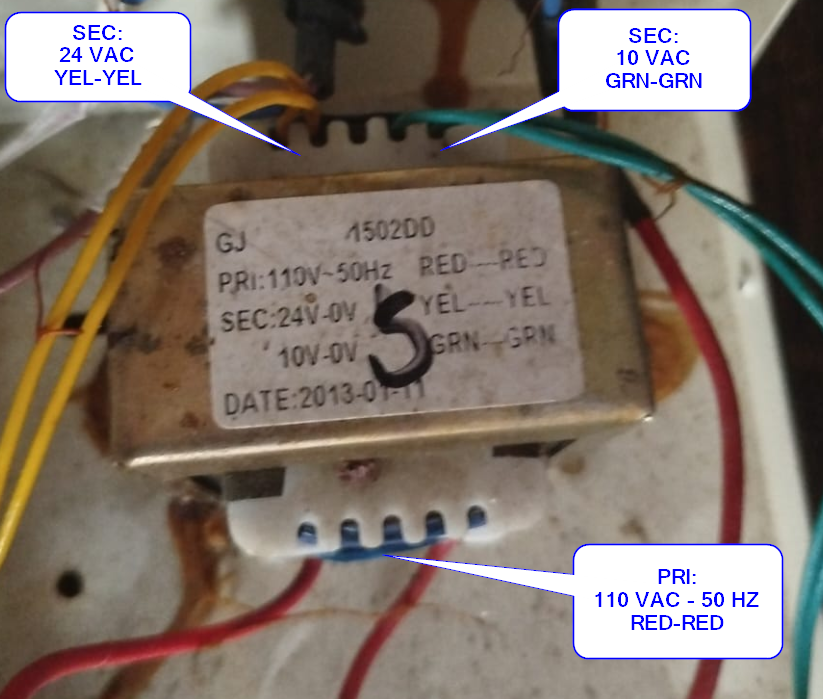 SEC:
24 VAC
YEL-YEL
SEC:
10 VAC
GRN-GRN
GJ 1502DD
PRI:110V~50Hz RED---RED
SEC:24V-0V YEL---YEL
10V-0V GRN---GRN
5
DATE:2013-01-11
PRI:
110 VAC - 50 HZ
RED-RED